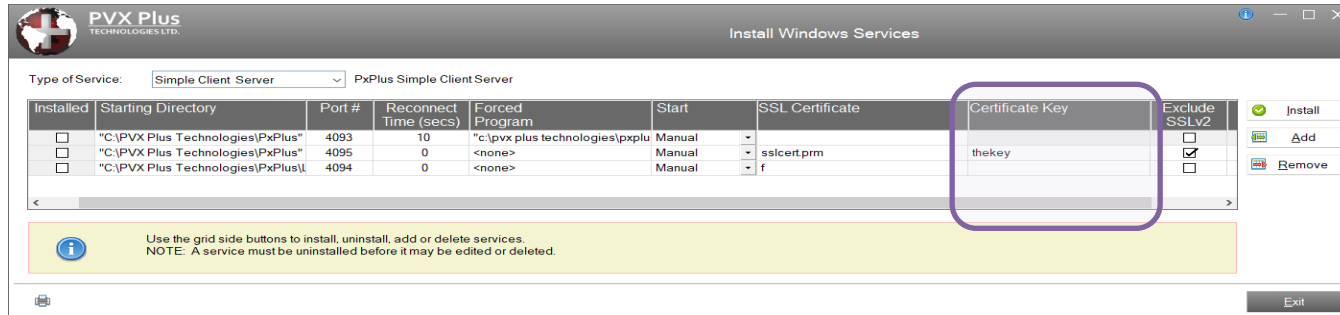 PVX Plus
TECHNOLOGIES LTD.
Install Windows Services
Type of Service: Simple Client Server PxPlus Simple Client Server
Installed Starting Directory Port # Reconnect Time (secs) Forced Program Start SSL Certificate Certificate Key Exclude SSLv2
"C:\PVX Plus Technologies\PxPlus" 4093 10 "c:\pvx plus technologies\pxplu Manual
"C:\PVX Plus Technologies\PxPlus" 4095 0 <none> Manual sslcert.prm thekey
"C:\PVX Plus Technologies\PxPlus\L 4094 0 <none> Manual f
Install
Add
Remove
Use the grid side buttons to install, uninstall, add or delete services.
NOTE: A service must be uninstalled before it may be edited or deleted.
Exit